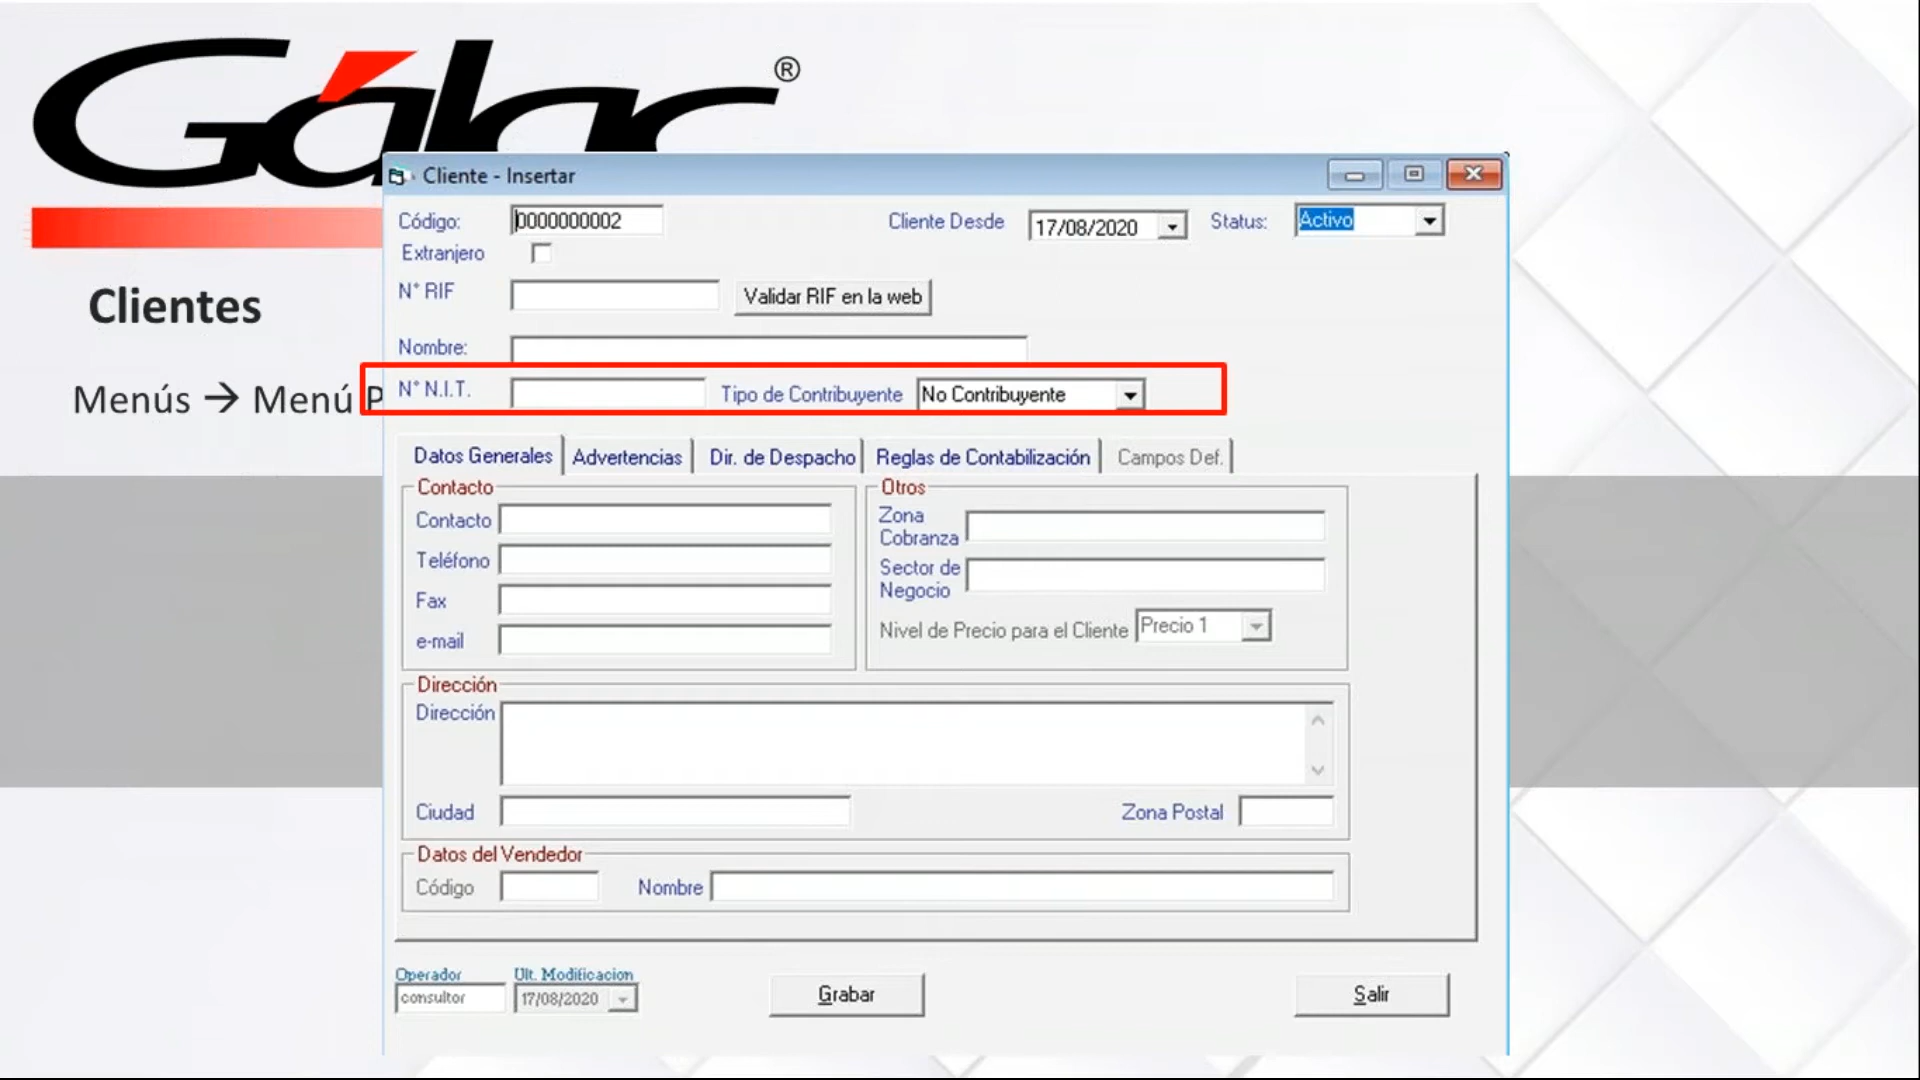 Gálac®
Clientes
Menús → Menú P
Cliente - Insertar
Código: 0000000002 Cliente Desde 17/08/2020 Status: Activo
Extranjero
N° RIF Validar RIF en la web
Nombre:
N° N.I.T. Tipo de Contribuyente No Contribuyente
Datos Generales Advertencias Dir. de Despacho Reglas de Contabilización Campos Def.
Contacto
Contacto
Teléfono
Fax
e-mail
Otros
Zona
Cobranza
Sector de
Negocio
Nivel de Precio para el Cliente Precio 1
Dirección
Dirección
Ciudad Zona Postal
Datos del Vendedor
Código Nombre
Operador Ult. Modificacion
consultor 17/08/2020
Grabar Salir